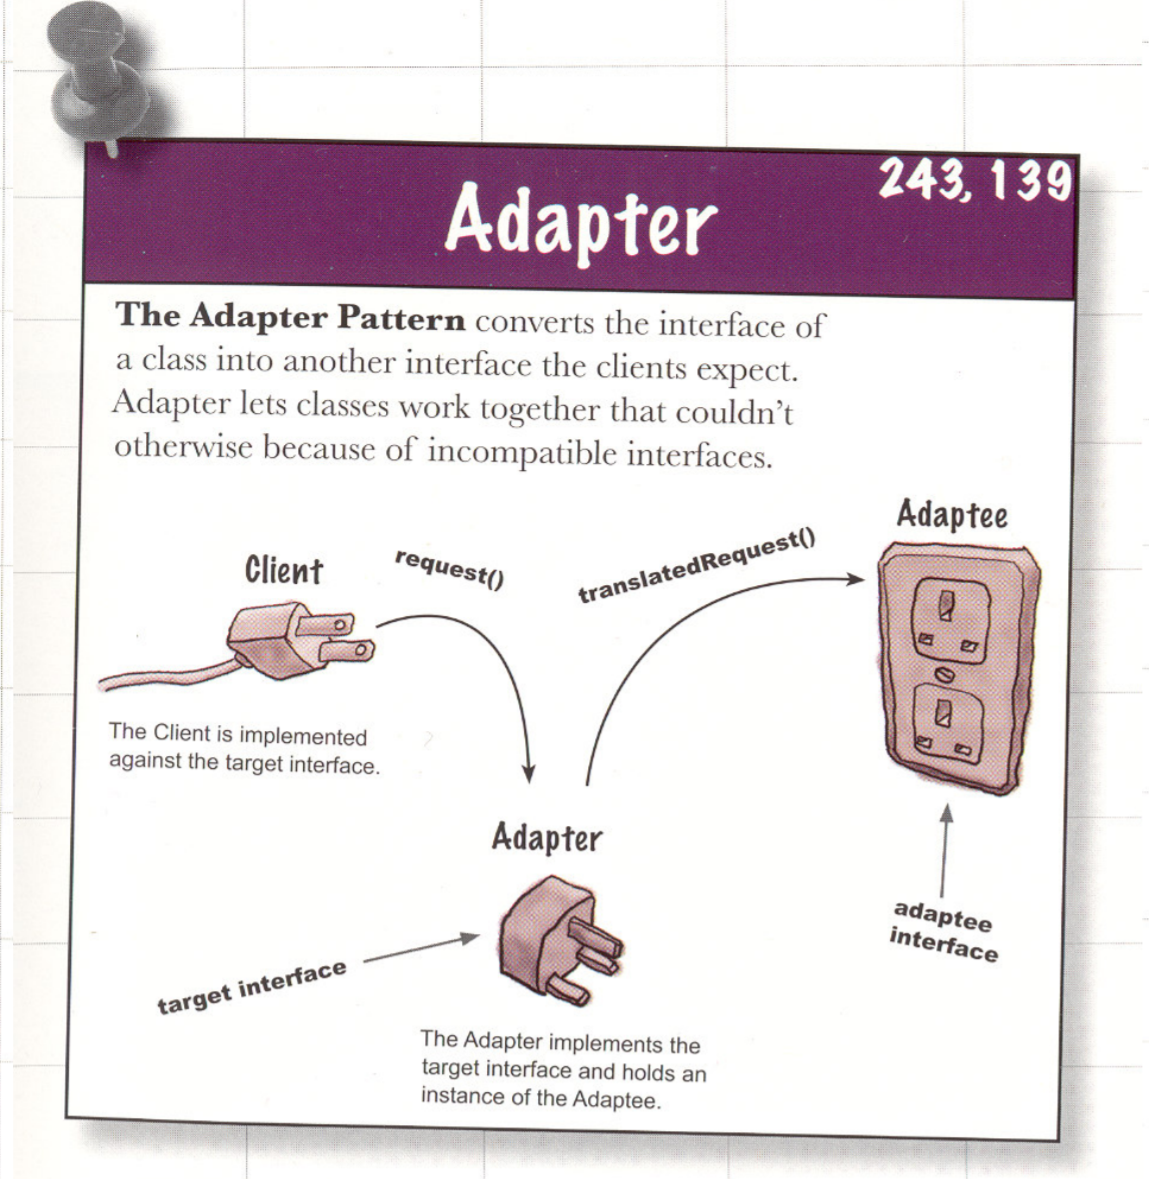 243, 139
Adapter
The Adapter Pattern converts the interface of
a class into another interface the clients expect.
Adapter lets classes work together that couldn't
otherwise because of incompatible interfaces.
Adaptee
Client
request()
translatedRequest()
The Client is implemented
against the target interface.
Adapter
adaptee
interface
target interface
The Adapter implements the
target interface and holds an
instance of the Adaptee.